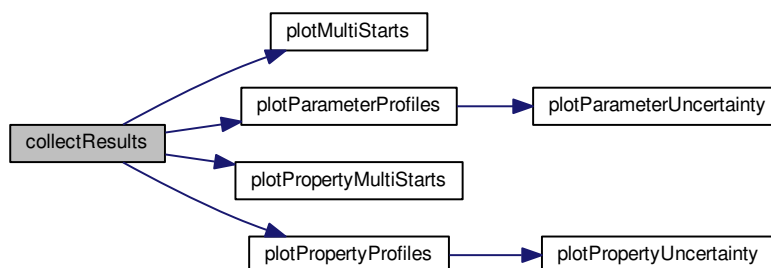 plotMultiStarts
plotParameterProfiles
plotParameterUncertainty
collectResults
plotPropertyMultiStarts
plotPropertyProfiles
plotPropertyUncertainty